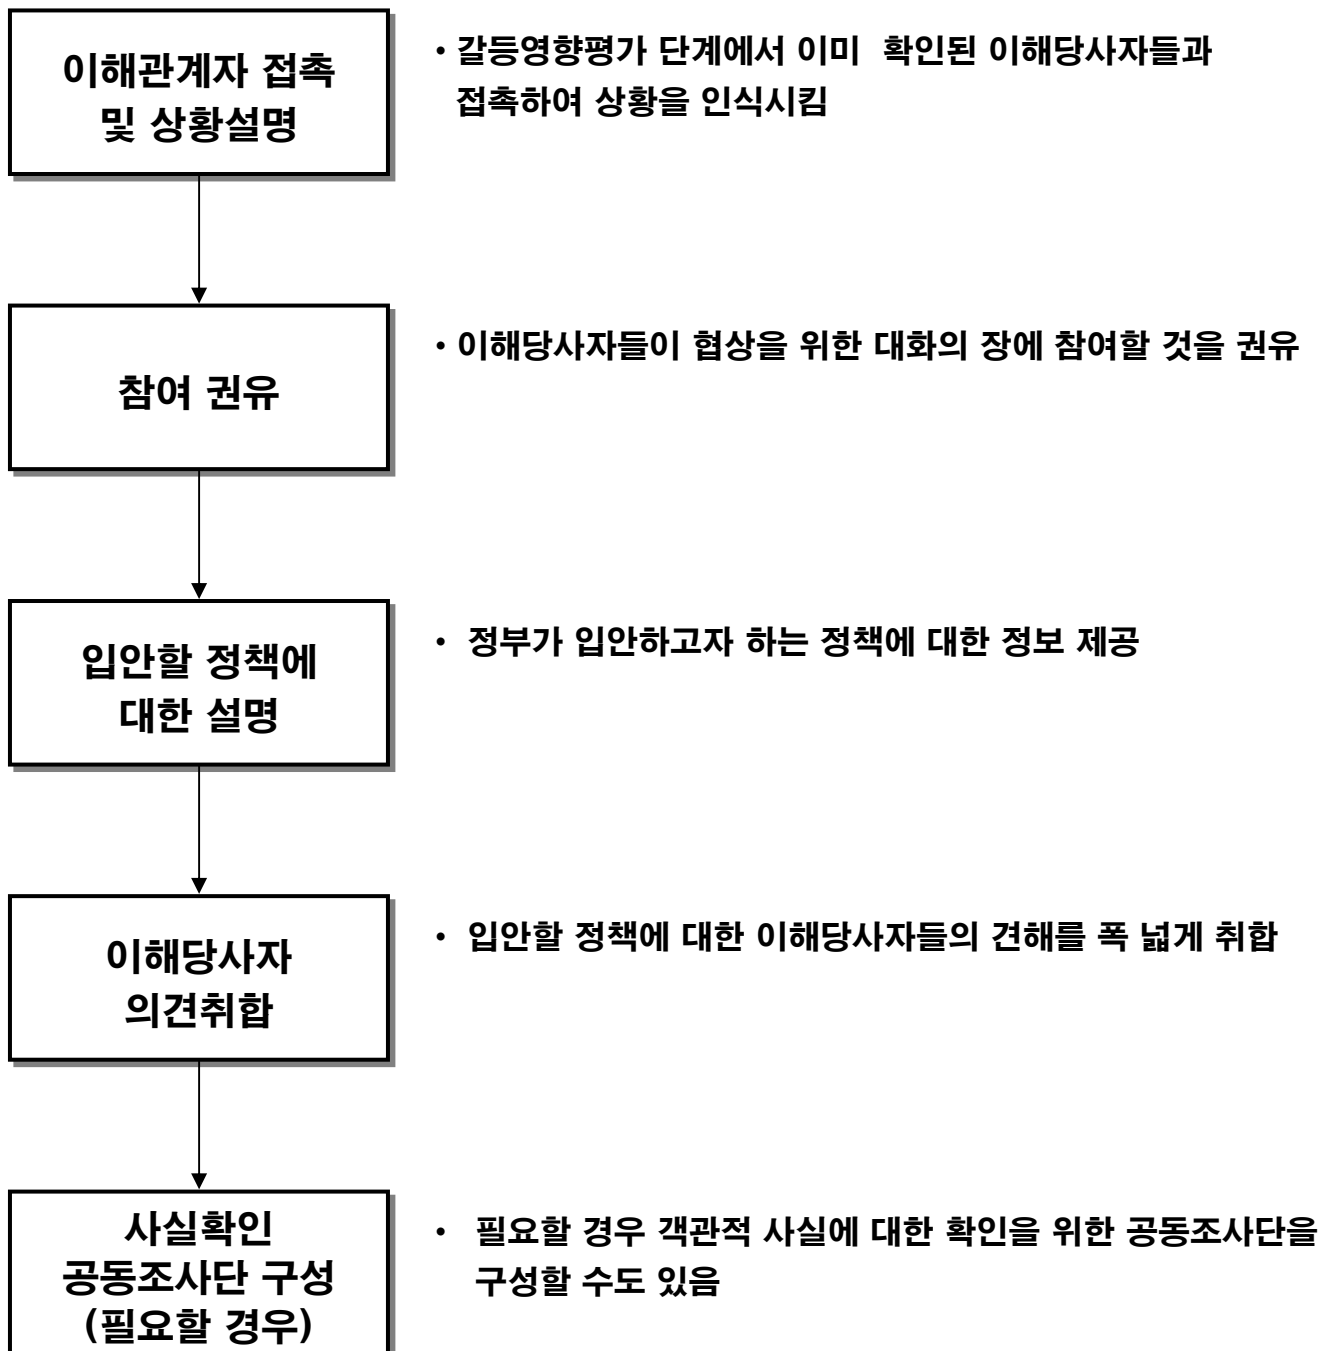 이해관계자 접촉
및 상황설명
• 갈등영향평가 단계에서 이미  확인된 이해당사자들과
접촉하여 상황을 인식시킴
참여 권유
• 이해당사자들이 협상을 위한 대화의 장에 참여할 것을 권유
입안할 정책에
대한 설명
• 정부가 입안하고자 하는 정책에 대한 정보 제공
이해당사자
의견취합
• 입안할 정책에 대한 이해당사자들의 견해를 폭 넓게 취합
사실확인
공동조사단 구성
(필요할 경우)
• 필요할 경우 객관적 사실에 대한 확인을 위한 공동조사단을
구성할 수도 있음